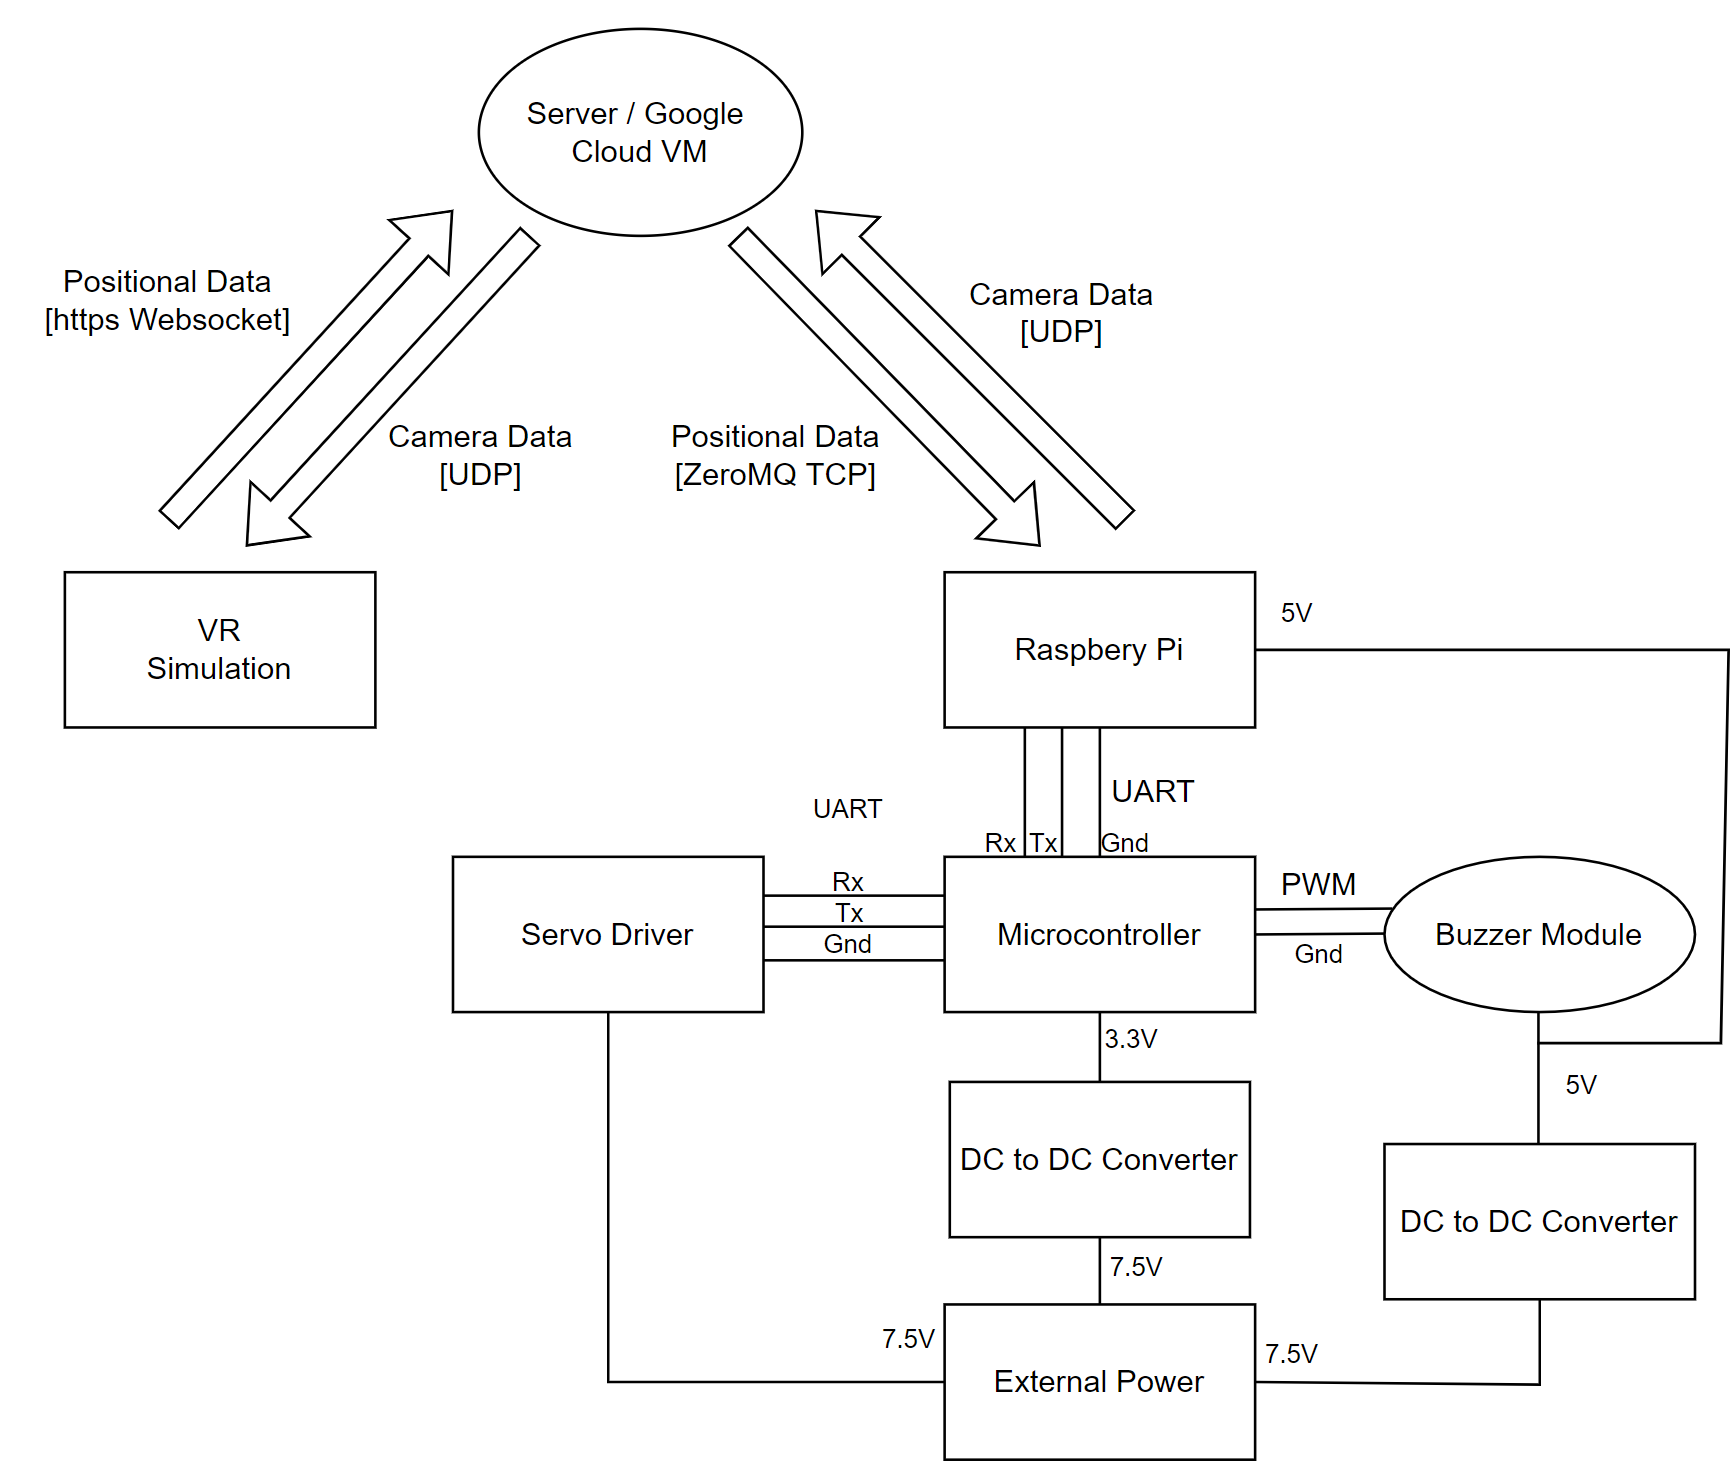 Server / Google
Cloud VM
Positional Data
[https Websocket]
Camera Data
[UDP]
Camera Data
[UDP]
Positional Data
[ZeroMQ TCP]
VR
Simulation
Raspbery Pi
5V
UART
UART
Rx
Tx
Gnd
Rx
Tx
Gnd
Servo Driver
Microcontroller
PWM
Gnd
Buzzer Module
3.3V
5V
DC to DC Converter
DC to DC Converter
7.5V
7.5V
7.5V
External Power